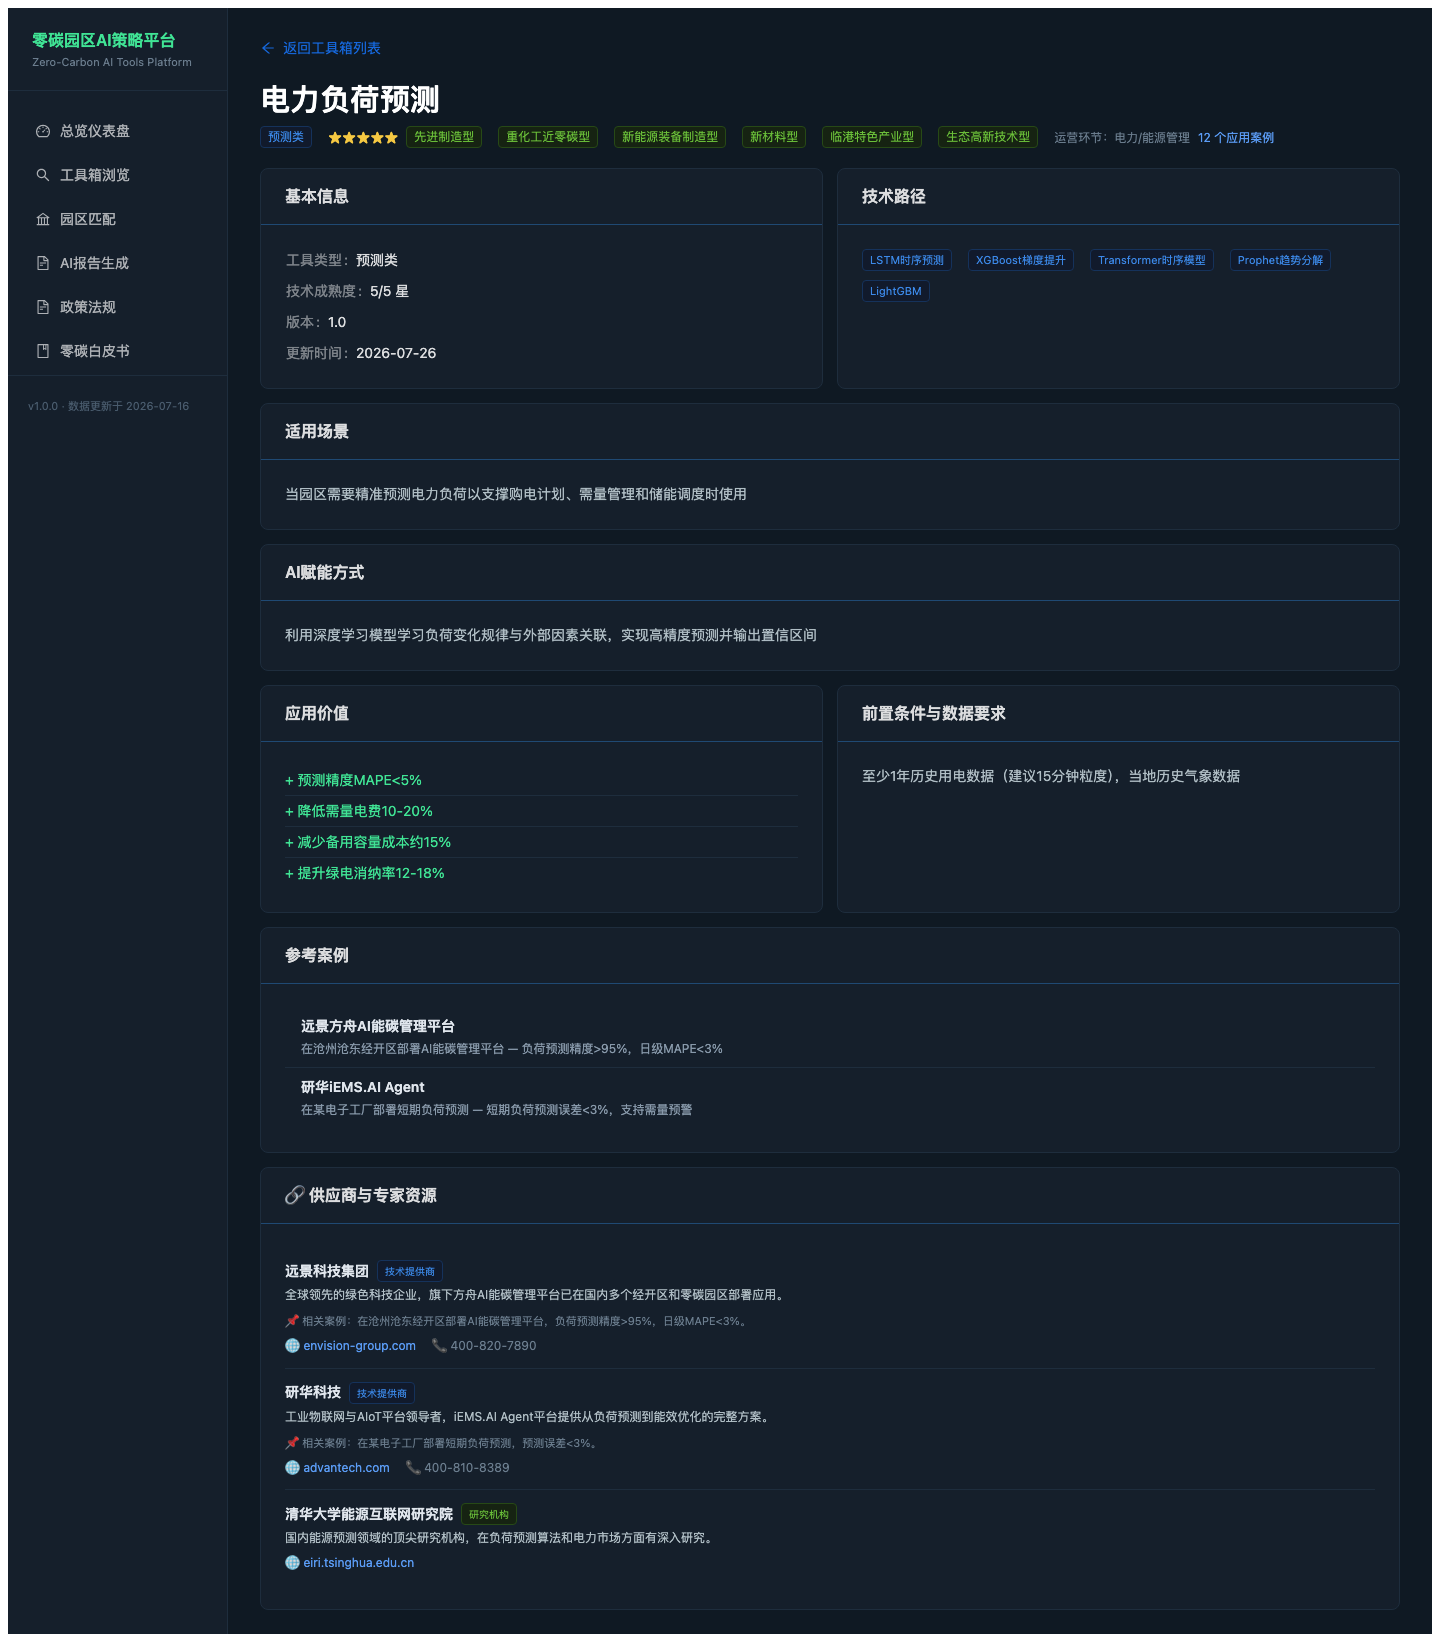 零碳园区AI策略平台
Zero-Carbon AI Tools Platform
总览仪表盘
工具箱浏览
园区匹配
AI报告生成
政策法规
零碳白皮书
v1.0.0 · 数据更新于 2026-07-16
← 返回工具箱列表
电力负荷预测
预测类 ⭐⭐⭐⭐⭐ 先进制造型 重化工近零碳型 新能源装备制造型 新材料型 临港特色产业型 生态高新技术型 运营环节：电力/能源管理 12 个应用案例
基本信息
工具类型： 预测类
技术成熟度： 5/5 星
版本： 1.0
更新时间： 2026-07-26
技术路径
LSTM时序预测 XGBoost梯度提升 Transformer时序模型 Prophet趋势分解
LightGBM
适用场景
当园区需要精准预测电力负荷以支撑购电计划、需量管理和储能调度时使用
AI赋能方式
利用深度学习模型学习负荷变化规律与外部因素关联，实现高精度预测并输出置信区间
应用价值
+ 预测精度MAPE<5%
+ 降低需量电费10-20%
+ 减少备用容量成本约15%
+ 提升绿电消纳率12-18%
前置条件与数据要求
至少1年历史用电数据（建议15分钟粒度），当地历史气象数据
参考案例
远景方舟AI能碳管理平台
在沧州沧东经开区部署AI能碳管理平台 — 负荷预测精度>95%，日级MAPE<3%
研华iEMS.AI Agent
在某电子工厂部署短期负荷预测 — 短期负荷预测误差<3%，支持需量预警
🔗 供应商与专家资源
远景科技集团 技术提供商
全球领先的绿色科技企业，旗下方舟AI能碳管理平台已在国内多个经开区和零碳园区部署应用。
📌 相关案例：在沧州沧东经开区部署AI能碳管理平台，负荷预测精度>95%，日级MAPE<3%。
🌐 envision-group.com 📞 400-820-7890
研华科技 技术提供商
工业物联网与AIoT平台领导者，iEMS.AI Agent平台提供从负荷预测到能效优化的完整方案。
📌 相关案例：在某电子工厂部署短期负荷预测，预测误差<3%。
🌐 advantech.com 📞 400-810-8389
清华大学能源互联网研究院 研究机构
国内能源预测领域的顶尖研究机构，在负荷预测算法和电力市场方面有深入研究。
🌐 eiri.tsinghua.edu.cn